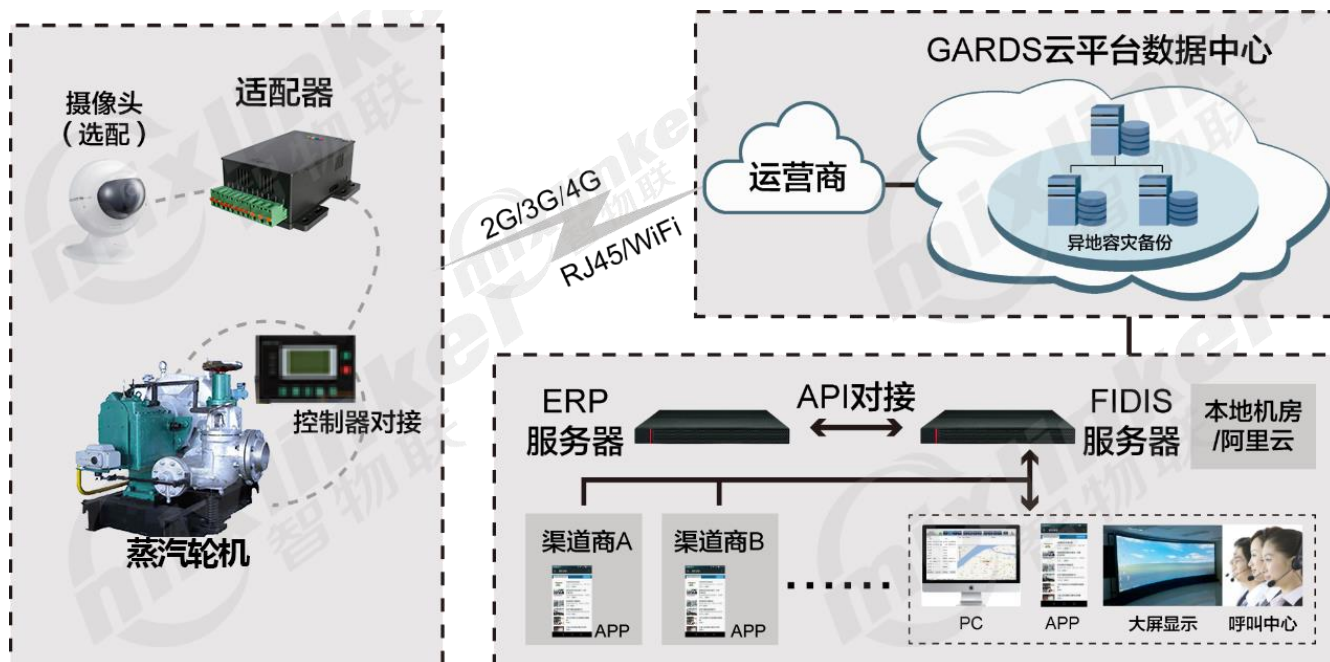 摄像头
（选配）
适配器
控制器对接
蒸汽轮机
2G/3G/4G
RJ45/WiFi
GARDS云平台数据中心
运营商
异地容灾备份
ERP
服务器
API对接
FIDIS
服务器
本地机房
/阿里云
渠道商A
APP
渠道商B
APP
PC
APP
大屏显示
呼叫中心
mixlinker
智物联